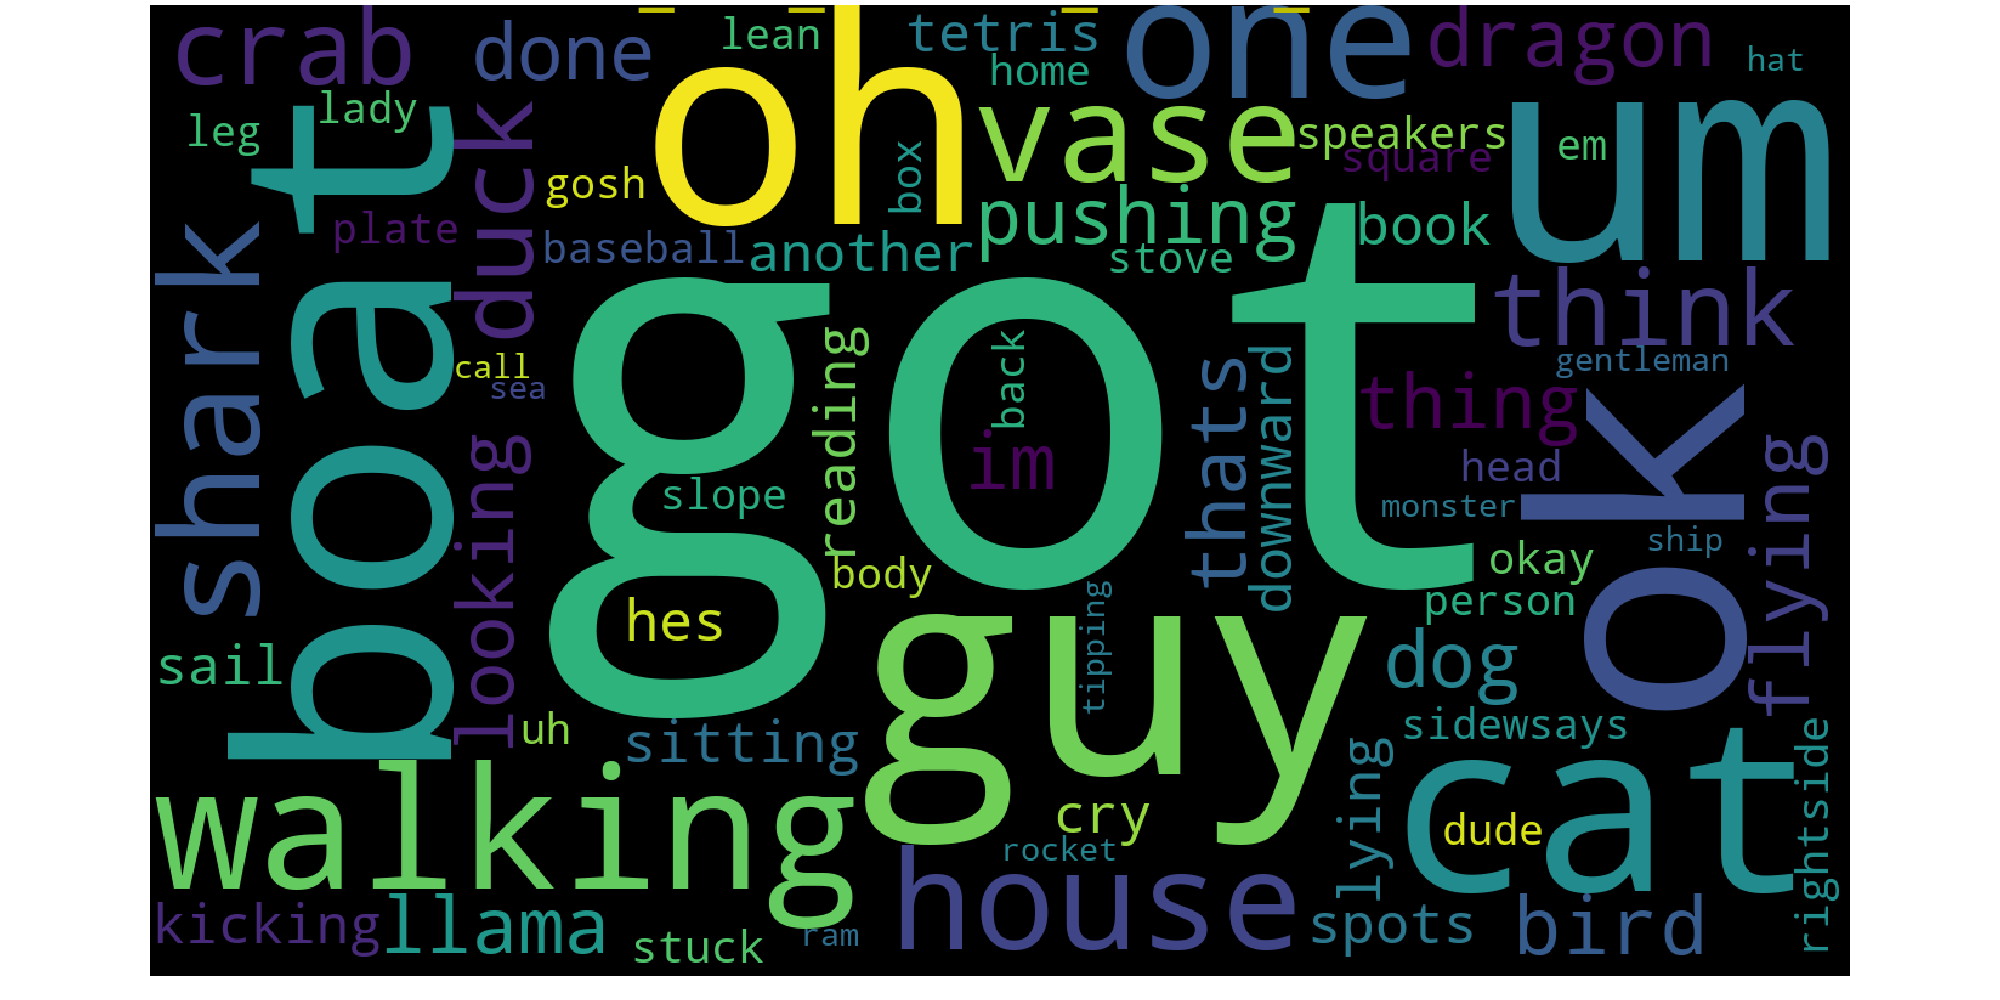 crab
done
lean
oh
tetris
home
one
dragon
hat
leg
lady
boat
duck
gosh
box
vase
speakers
square
em
um
shark
plate
baseball
another
pushing
stove
book
think
call
sea
got
reading
back
im
thats
downward
thing
gentleman
ok
flying
looking
slope
head
monster
ship
hes
body
okay
person
sail
uh
sitting
guy
tipping
dog
sidewsays
walking
cry
rocket
lying
cat
dude
rightside
kicking
llama
stuck
ram
house
spots
bird